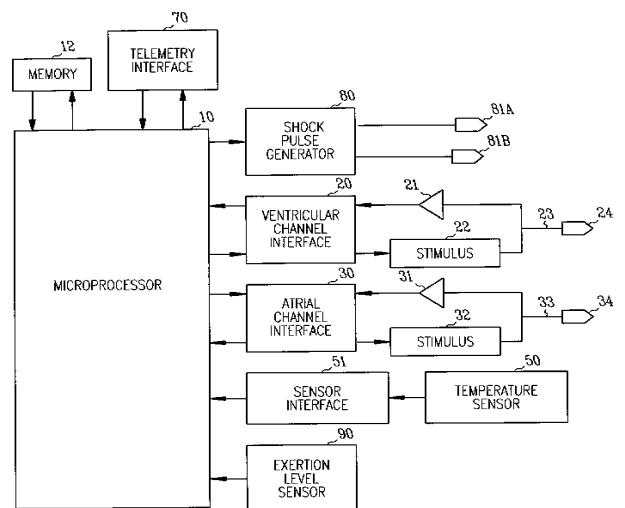 70
12
TELEMETRY
INTERFACE
MEMORY
10
80
SHOCK
PULSE
GENERATOR
81A
81B
20
VENTRICULAR
CHANNEL
INTERFACE
21
22
STIMULUS
23
24
MICROPROCESSOR
30
ATRIAL
CHANNEL
INTERFACE
31
32
STIMULUS
33
34
51
SENSOR
INTERFACE
50
TEMPERATURE
SENSOR
90
EXERTION
LEVEL
SENSOR